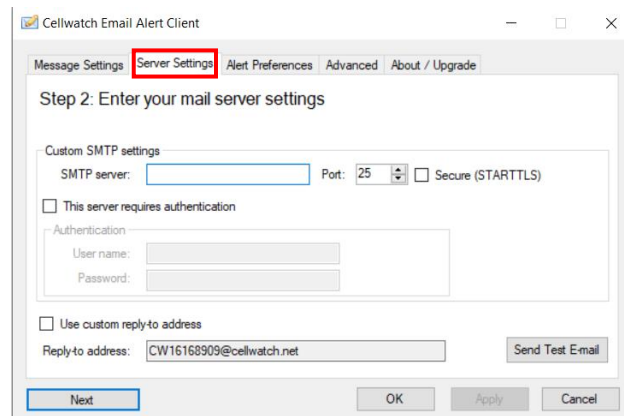 Cellwatch Email Alert Client
Message Settings Server Settings Alert Preferences Advanced About / Upgrade
Step 2: Enter your mail server settings
Custom SMTP settings
SMTP server: Port: 25 Secure (STARTTLS)
This server requires authentication
Authentication
User name:
Password:
Use custom reply-to address
Reply-to address: CW16168909@cellwatch.net Send Test E-mail
Next OK Apply Cancel